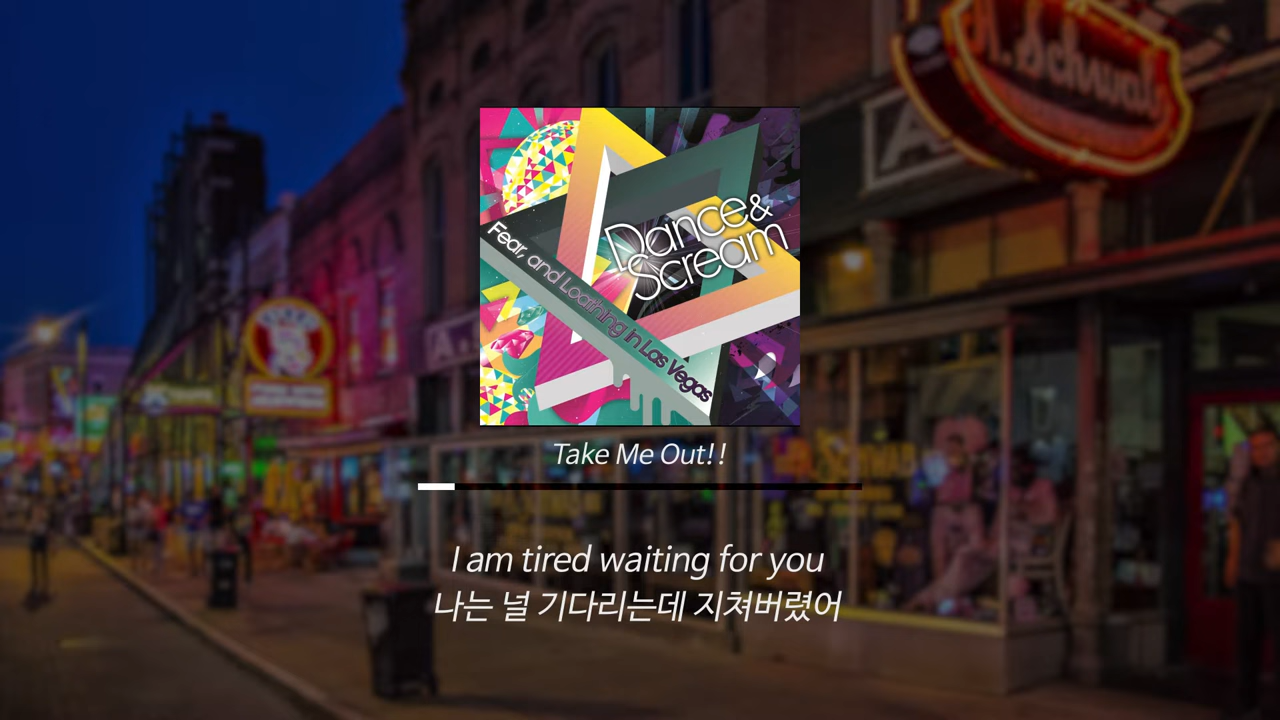 A. Schwab
A.
Dance &
Scream
Fear, and Loathing in Las Vegas
Take Me Out!!
I am tired waiting for you
나는 널 기다리는데 지쳐버렸어